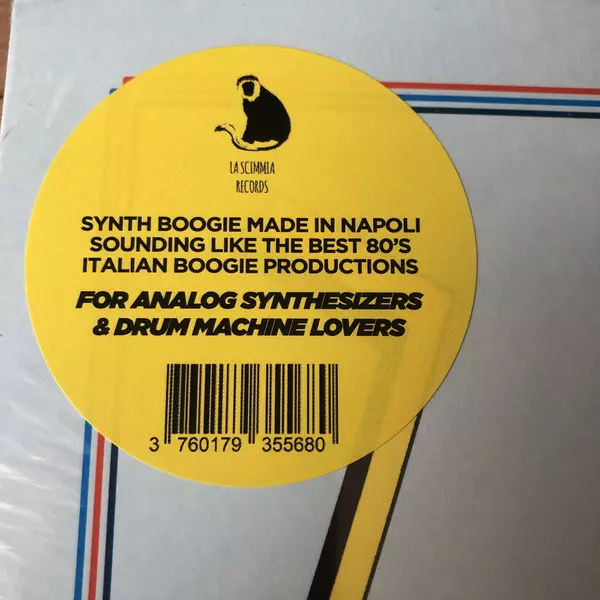 LA SCIMMIA
RECORDS
SYNTH BOOGIE MADE IN NAPOLI
SOUNDING LIKE THE BEST 80'S
ITALIAN BOOGIE PRODUCTIONS
FOR ANALOG SYNTHESIZERS
& DRUM MACHINE LOVERS
3 760179 355680